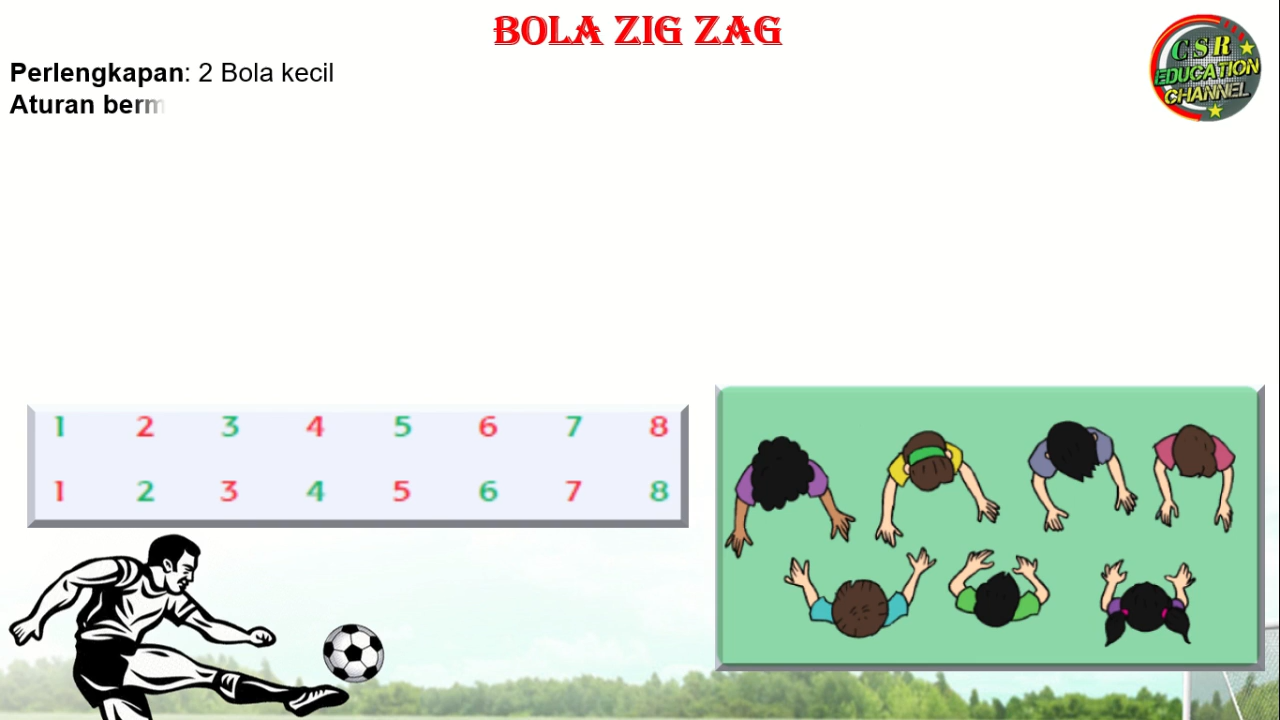 BOLA ZIG ZAG
CSR
EDUCATION
CHANNEL
Perlengkapan: 2 Bola kecil
Aturan berm
1 2 3 4 5 6 7 8
1 2 3 4 5 6 7 8